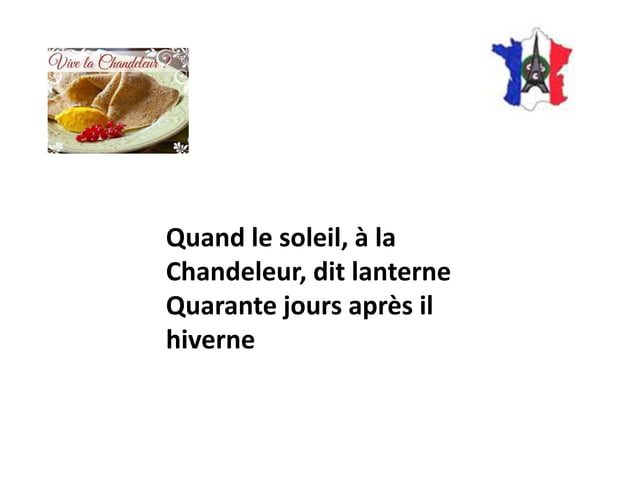 Vive la Chandeleur !
Quand le soleil, à la
Chandeleur, dit lanterne
Quarante jours après il
hiverne